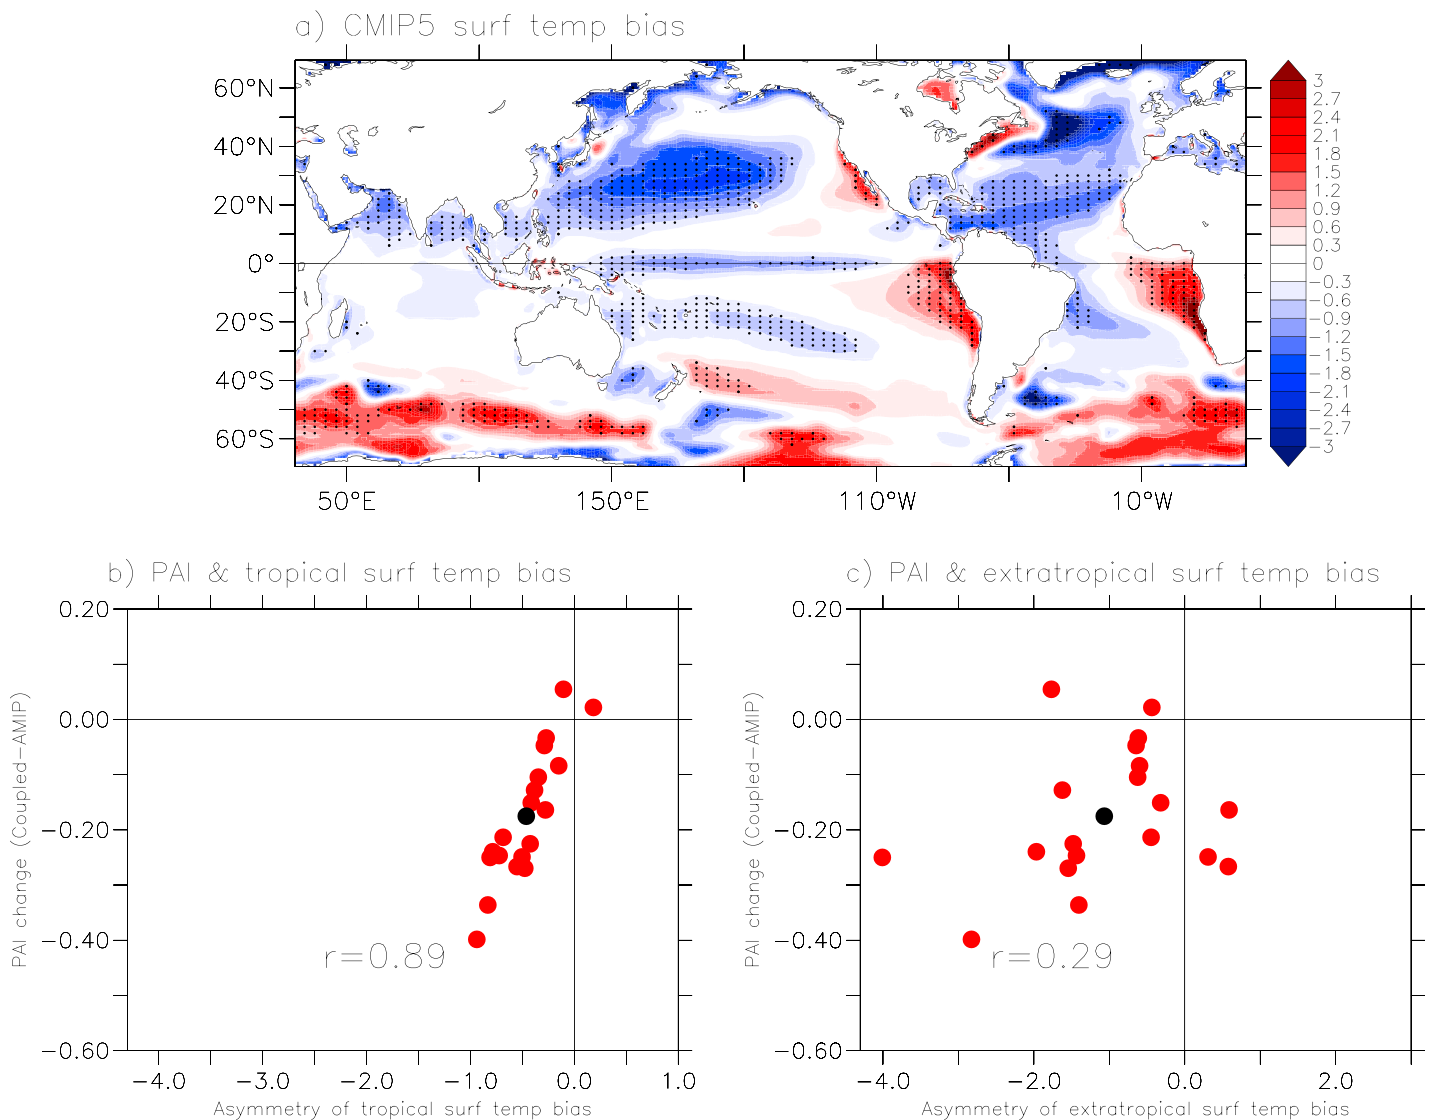 a) CMIP5 surf temp bias
60°N
40°N
20°N
0°
20°S
40°S
60°S
50°E 150°E 110°W 10°W
3
2.7
2.4
2.1
1.8
1.5
1.2
0.9
0.6
0.3
0
−0.3
−0.6
−0.9
−1.2
−1.5
−1.8
−2.1
−2.4
−2.7
−3
b) PAI & tropical surf temp bias
PAI change (Coupled−AMIP)
0.20
0.00
−0.20
−0.40
−0.60
r=0.89
−4.0 −3.0 −2.0 −1.0 0.0 1.0
Asymmetry of tropical surf temp bias
c) PAI & extratropical surf temp bias
PAI change (Coupled−AMIP)
0.20
0.00
−0.20
−0.40
−0.60
r=0.29
−4.0 −2.0 0.0 2.0
Asymmetry of extratropical surf temp bias